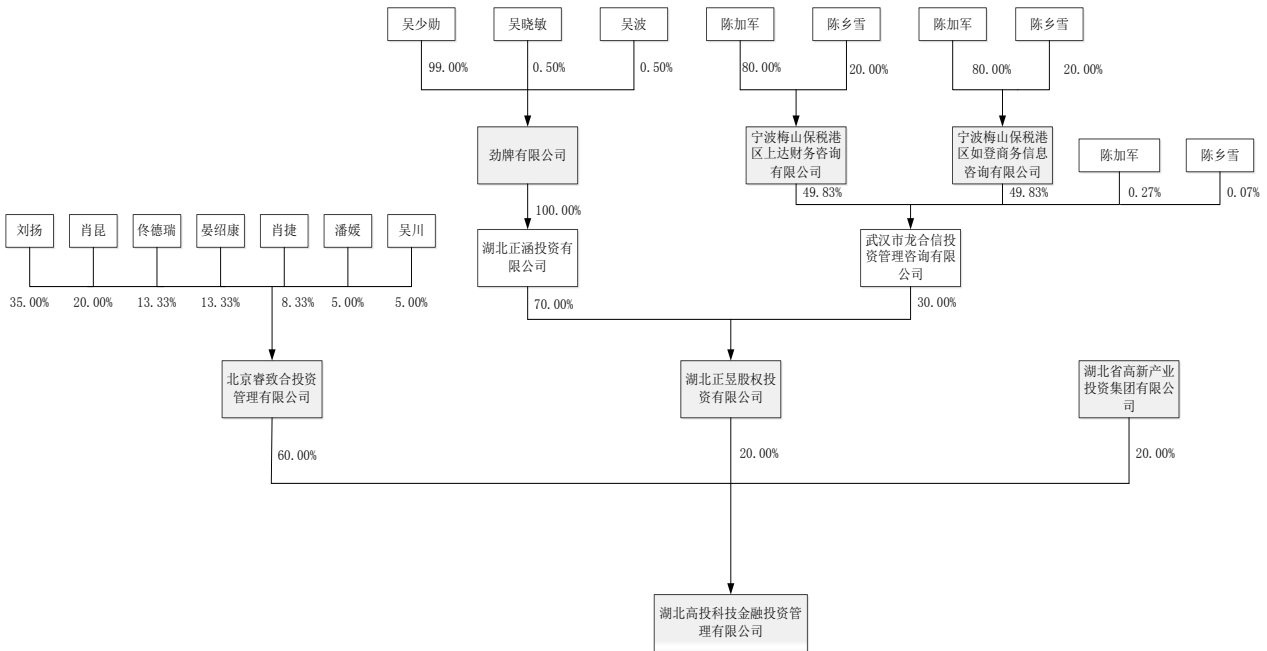 吴少勋
吴晓敏
吴波
陈加军
陈乡雪
陈加军
陈乡雪
99.00%
0.50%
0.50%
80.00%
20.00%
80.00%
20.00%
劲牌有限公司
宁波梅山保税港
区上达财务咨询
有限公司
宁波梅山保税港
区如登商务信息
咨询有限公司
陈加军
陈乡雪
49.83%
49.83%
0.27%
0.07%
100.00%
刘扬
肖昆
佟德瑞
晏绍康
肖捷
潘媛
吴川
湖北正涵投资有
限公司
武汉市龙合信投
资管理咨询有限
公司
35.00%
20.00%
13.33%
13.33%
8.33%
5.00%
5.00%
70.00%
30.00%
北京睿致合投资
管理有限公司
湖北正昱股权投
资有限公司
湖北省高新产业
投资集团有限公
司
60.00%
20.00%
20.00%
湖北高投科技金融投资管
理有限公司